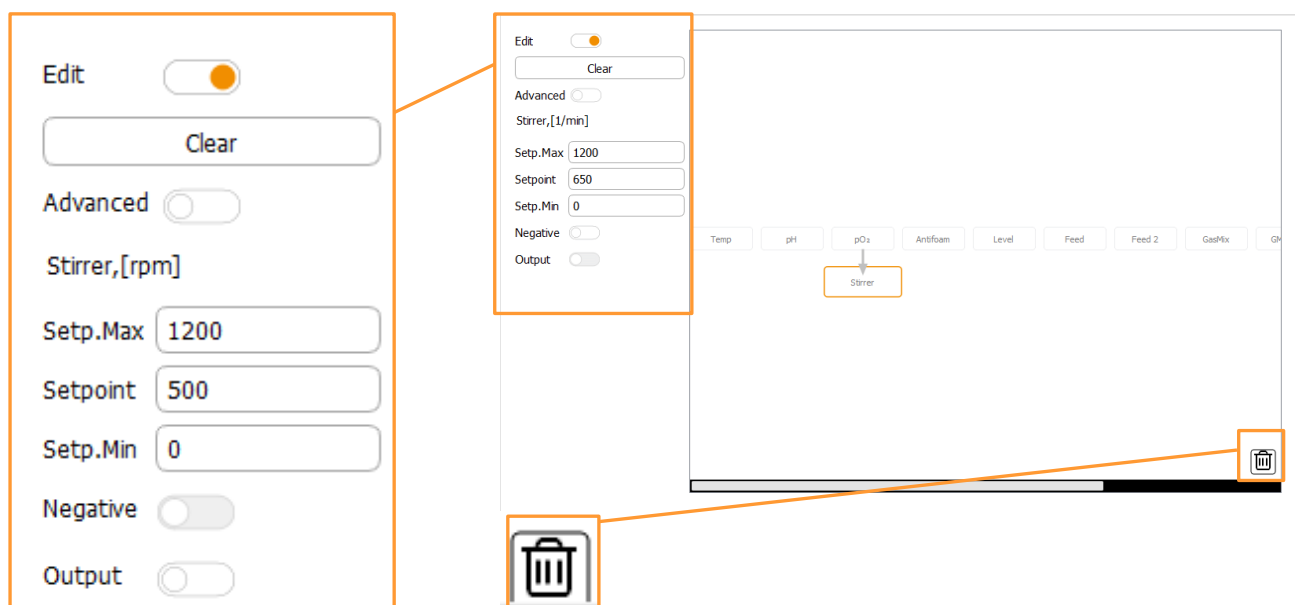 Edit
Clear
Advanced
Stirrer,[rpm]
Setp.Max 1200
Setpoint 500
Setp.Min 0
Negative
Output
Edit
Clear
Advanced
Stirrer,[1/min]
Setp.Max 1200
Setpoint 650
Setp.Min 0
Negative
Output
Temp pH pO₂ Antifoam Level Feed Feed 2 GasMix GM
Stirrer